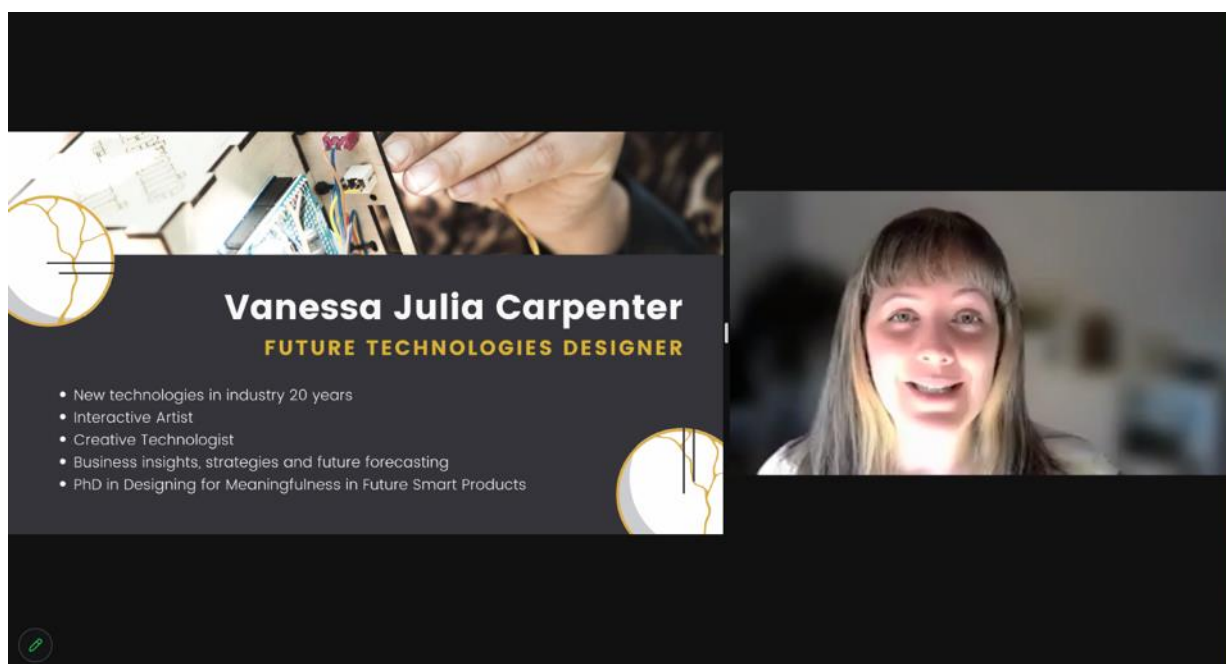 Vanessa Julia Carpenter
FUTURE TECHNOLOGIES DESIGNER
• New technologies in industry 20 years
• Interactive Artist
• Creative Technologist
• Business insights, strategies and future forecasting
• PhD in Designing for Meaningfulness in Future Smart Products